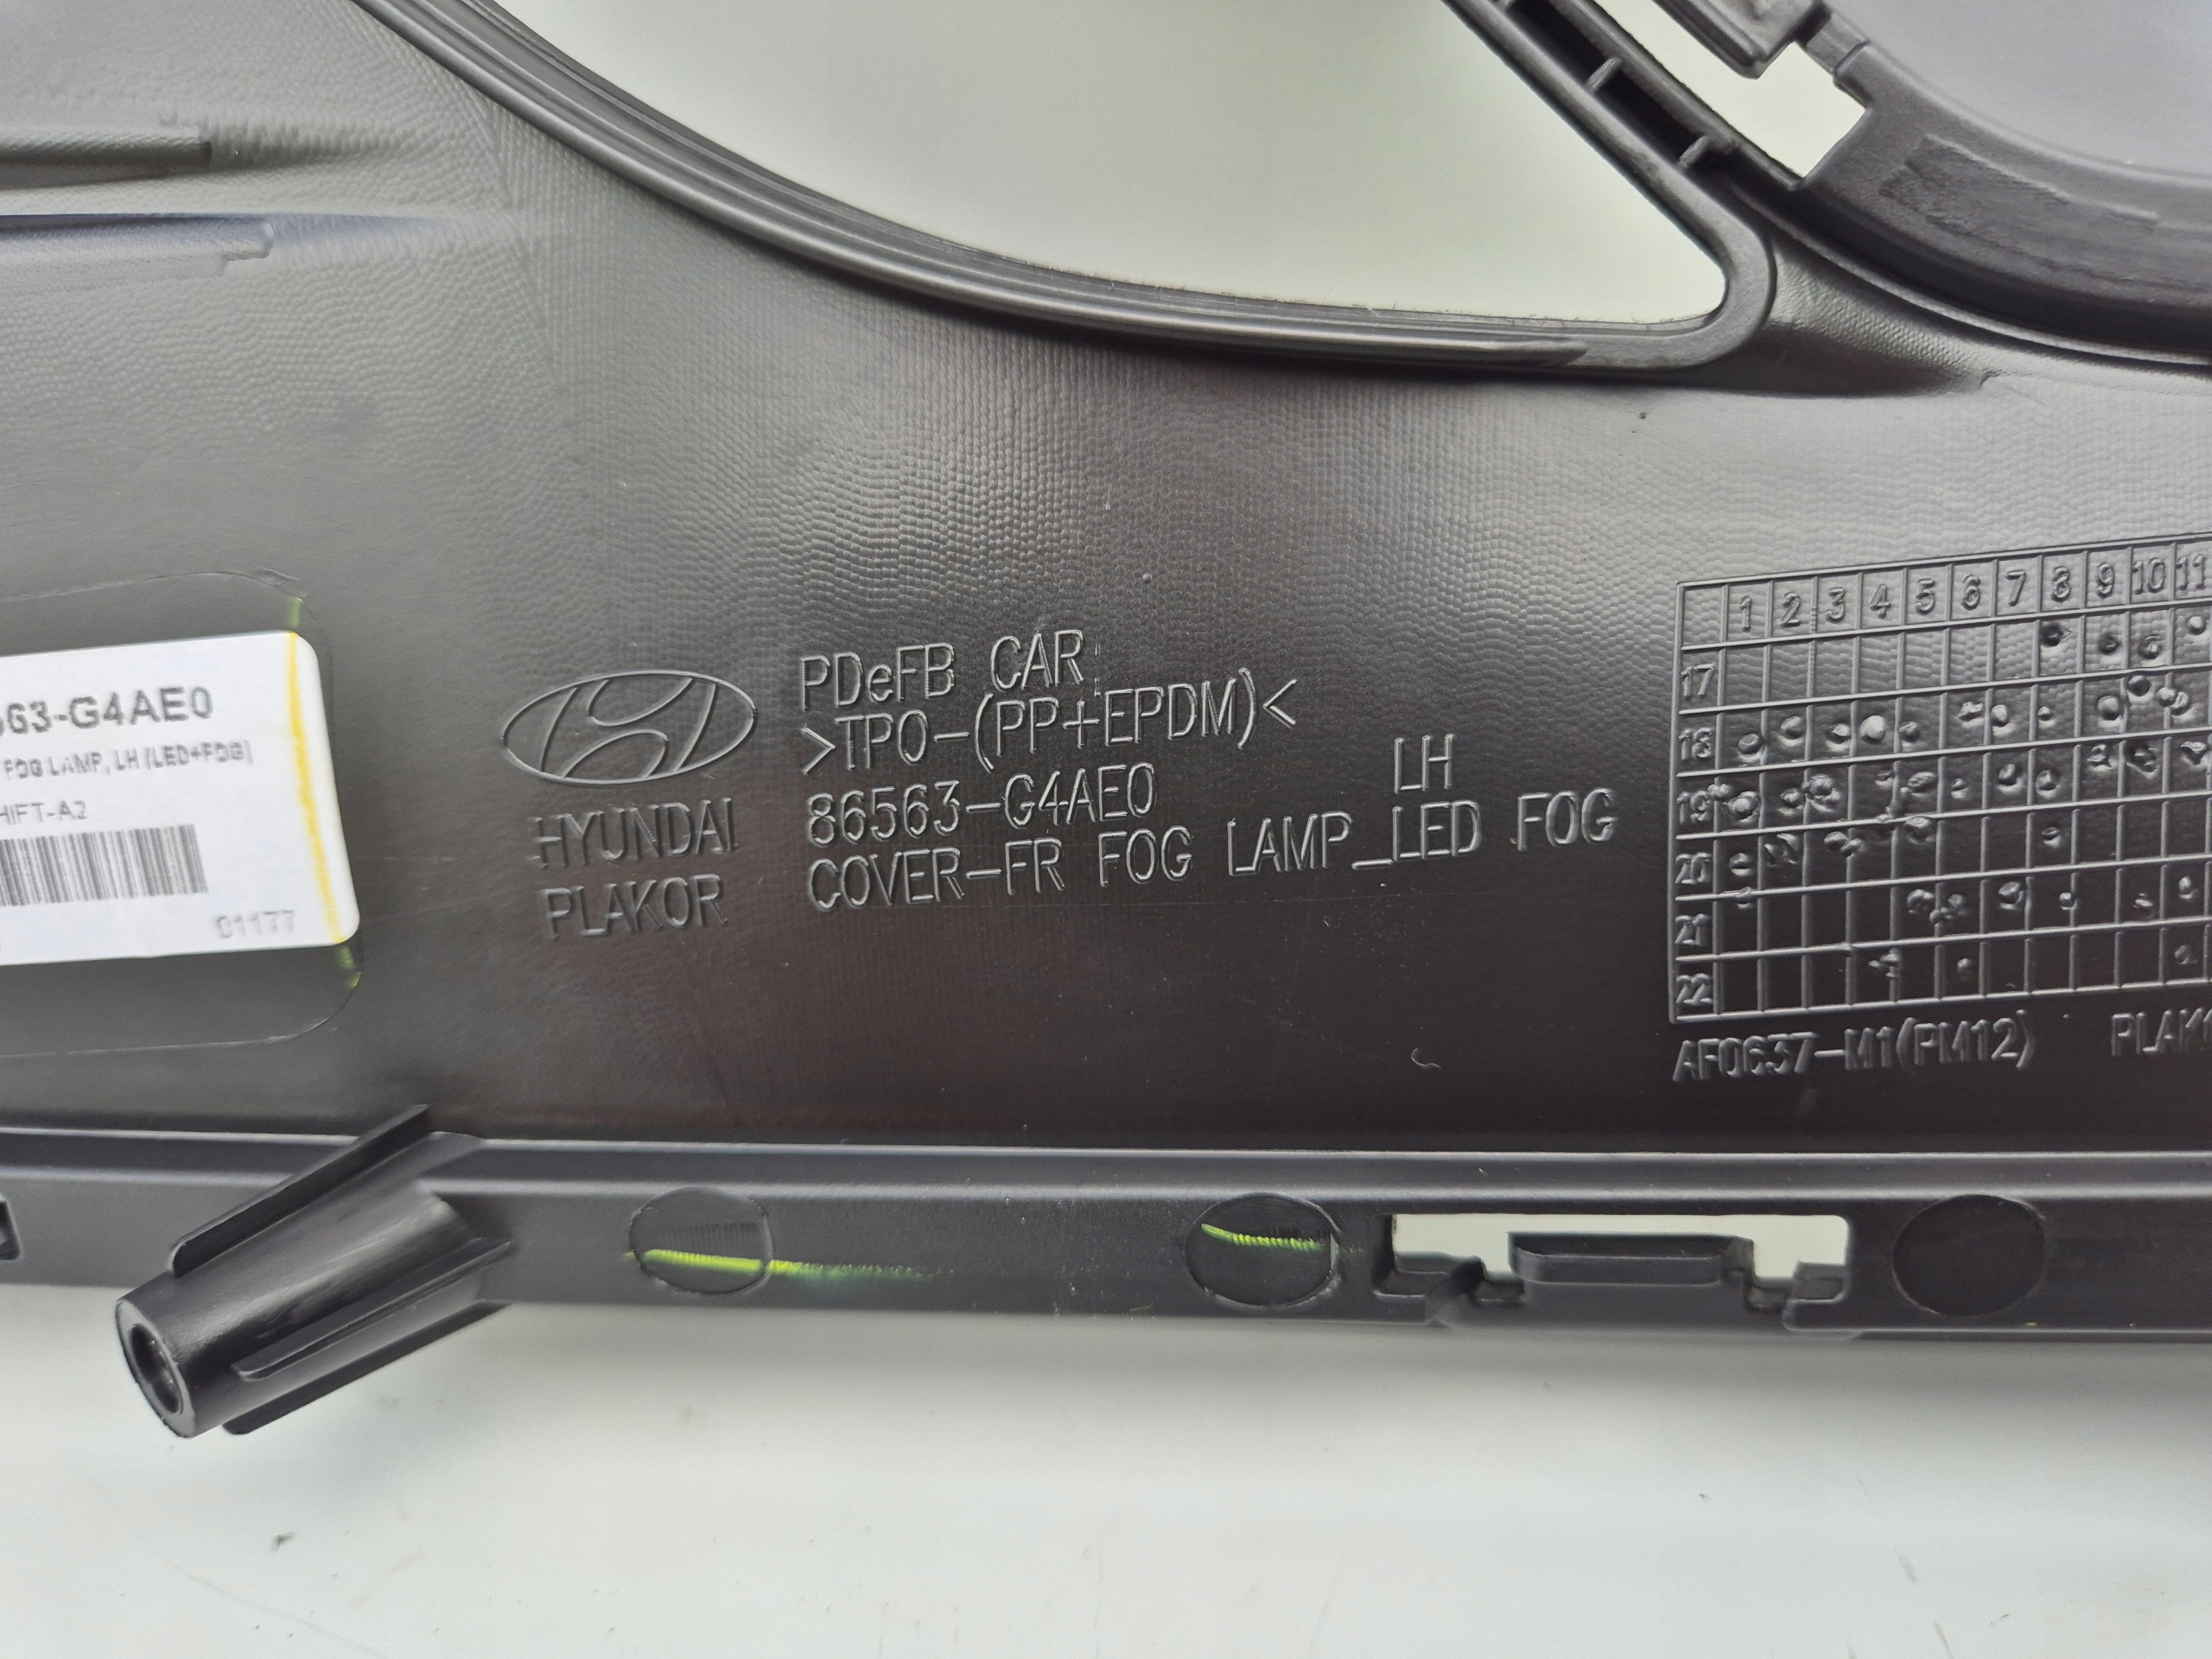 63-G4AE0
FOG LAMP, LH (LED+FOG)
HIFT-A2
01177
HYUNDAI
PLAKOR
PDeFB CAR
>TPO-(PP+EPDM)<
86563-G4AE0 LH
COVER-FR FOG LAMP_LED FOG
1 2 3 4 5 6 7 8 9 10 11
17
18
19
20
21
22
AF0637-M1(PM12) PLAK